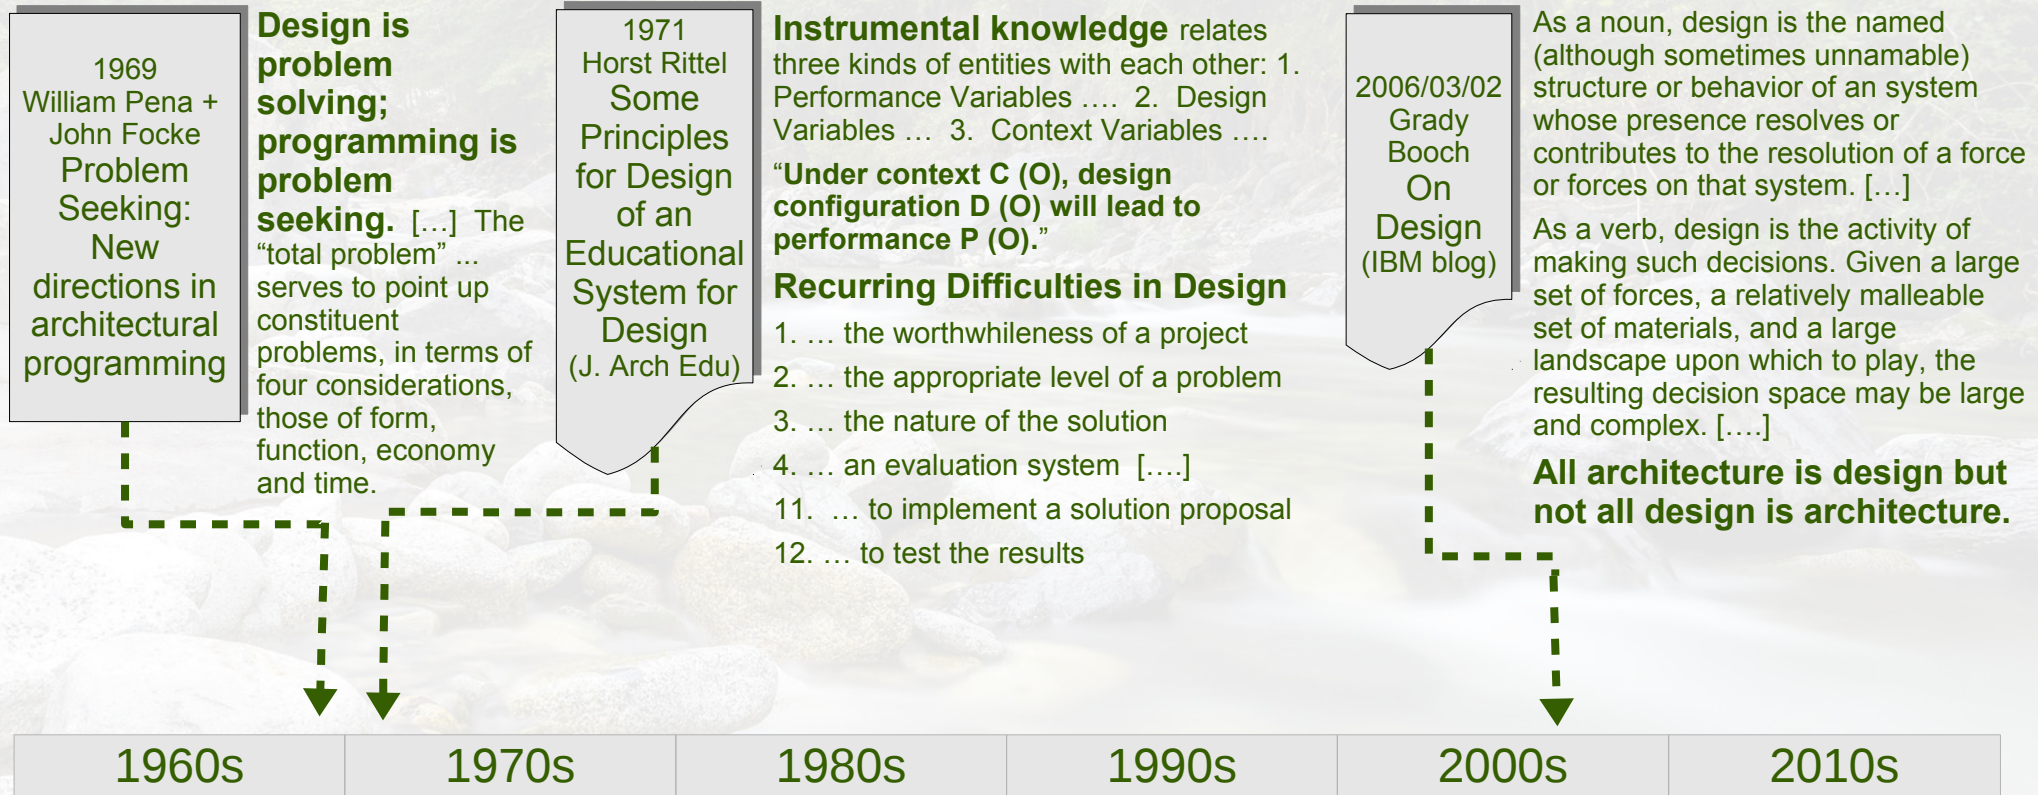 1969
William Pena +
John Focke
Problem
Seeking:
New
directions in
architectural
programming
Design is
problem
solving;
programming is
problem
seeking. […] The
“total problem” ...
serves to point up
constituent
problems, in terms of
four considerations,
those of form,
function, economy
and time.
1971
Horst Rittel
Some
Principles
for Design
of an
Educational
System for
Design
(J. Arch Edu)
Instrumental knowledge relates
three kinds of entities with each other: 1.
Performance Variables …. 2. Design
Variables … 3. Context Variables ….
“Under context C (O), design
configuration D (O) will lead to
performance P (O).”
Recurring Difficulties in Design
1. … the worthwhileness of a project
2. … the appropriate level of a problem
3. … the nature of the solution
4. … an evaluation system [….]
11. … to implement a solution proposal
12. … to test the results
2006/03/02
Grady
Booch
On
Design
(IBM blog)
As a noun, design is the named
(although sometimes unnamable)
structure or behavior of an system
whose presence resolves or
contributes to the resolution of a force
or forces on that system. […]
As a verb, design is the activity of
making such decisions. Given a large
set of forces, a relatively malleable
set of materials, and a large
landscape upon which to play, the
resulting decision space may be large
and complex. [….]
All architecture is design but
not all design is architecture.
1960s
1970s
1980s
1990s
2000s
2010s